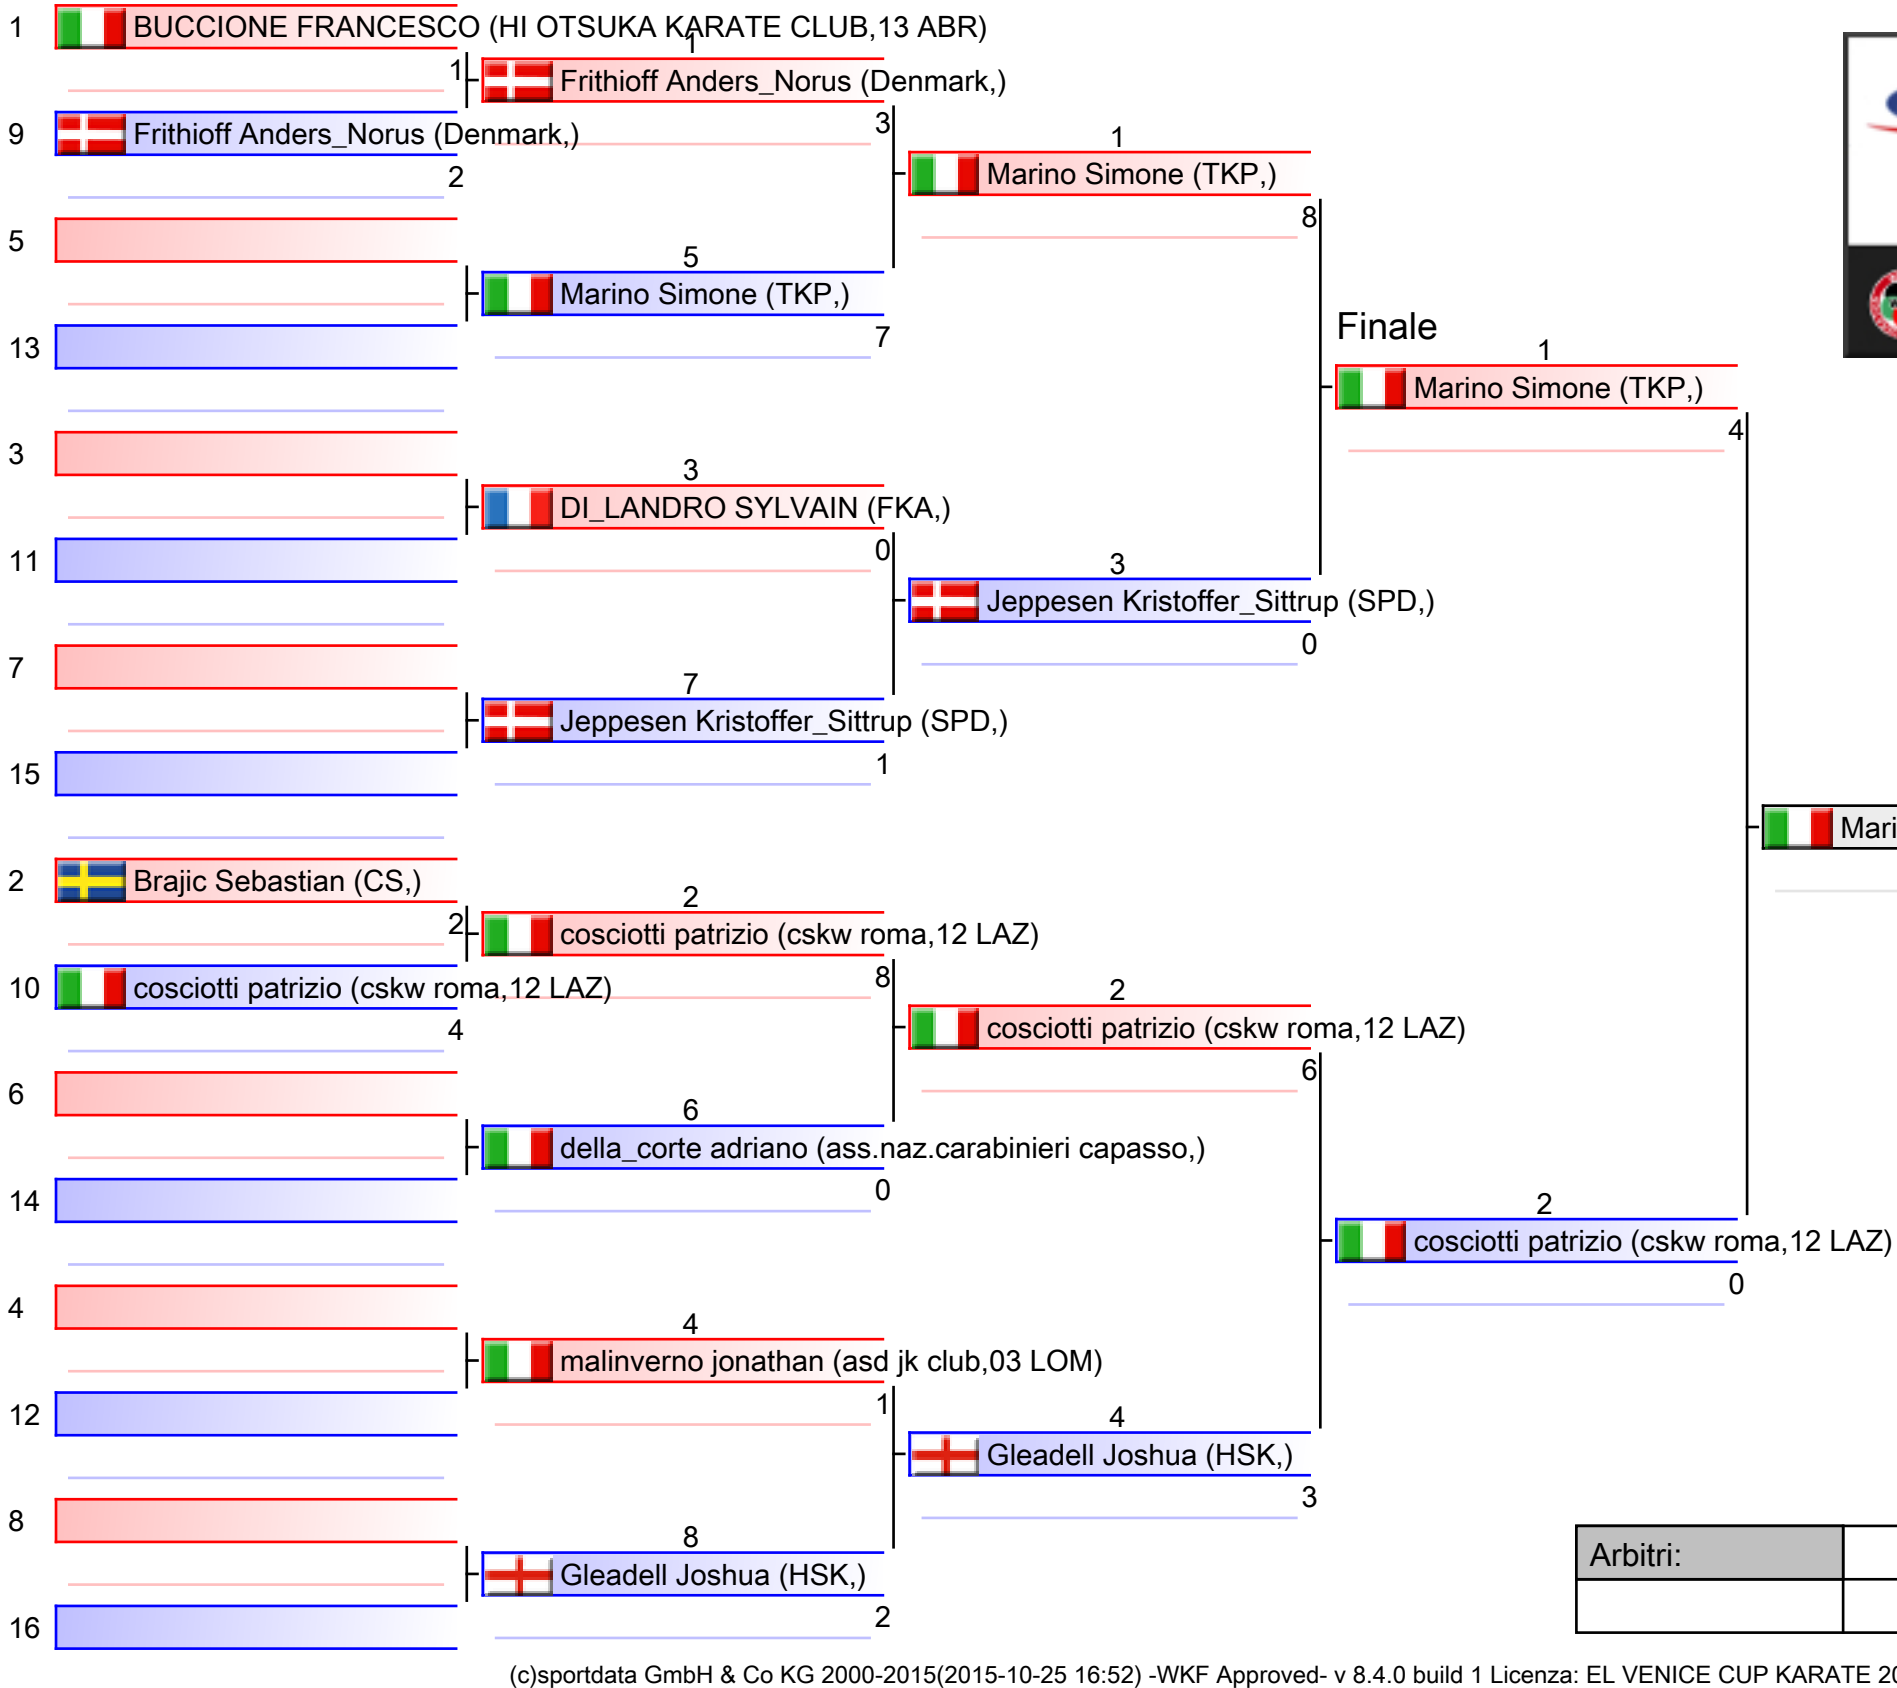 1 BUCCIONE FRANCESCO (HI OTSUKA KARATE CLUB,13 ABR)
1
1 Frithioff Anders_Norus (Denmark,)
3
9 Frithioff Anders_Norus (Denmark,)
2
1
Marino Simone (TKP,)
8
5
5
Marino Simone (TKP,)
7
13
Finale
1
Marino Simone (TKP,)
4
3
3
DI_LANDRO SYLVAIN (FKA,)
0
11
3
Jeppesen Kristoffer_Sittrup (SPD,)
0
7
7
Jeppesen Kristoffer_Sittrup (SPD,)
1
15
Mari
2 Brajic Sebastian (CS,)
2
2
cosciotti patrizio (cskw roma,12 LAZ)
8
10 cosciotti patrizio (cskw roma,12 LAZ)
4
2
cosciotti patrizio (cskw roma,12 LAZ)
6
6
6
della_corte adriano (ass.naz.carabinieri capasso,)
0
14
2
cosciotti patrizio (cskw roma,12 LAZ)
0
4
4
malinverno jonathan (asd jk club,03 LOM)
1
12
4
Gleadell Joshua (HSK,)
3
8
8
Gleadell Joshua (HSK,)
2
16
Arbitri:
(c)sportdata GmbH & Co KG 2000-2015(2015-10-25 16:52) -WKF Approved- v 8.4.0 build 1 Licenza: EL VENICE CUP KARATE 20